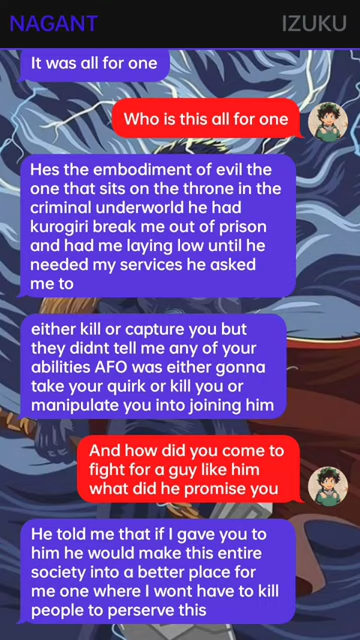 NAGANT
IZUKU
It was all for one
Who is this all for one
Hes the embodiment of evil the
one that sits on the throne in the
criminal underworld he had
kurogiri break me out of prison
and had me laying low until he
needed my services he asked
me to
either kill or capture you but
they didnt tell me any of your
abilities AFO was either gonna
take your quirk or kill you or
manipulate you into joining him
And how did you come to
fight for a guy like him
what did he promise you
He told me that if I gave you to
him he would make this entire
society into a better place for
me one where I wont have to kill
people to perserve this